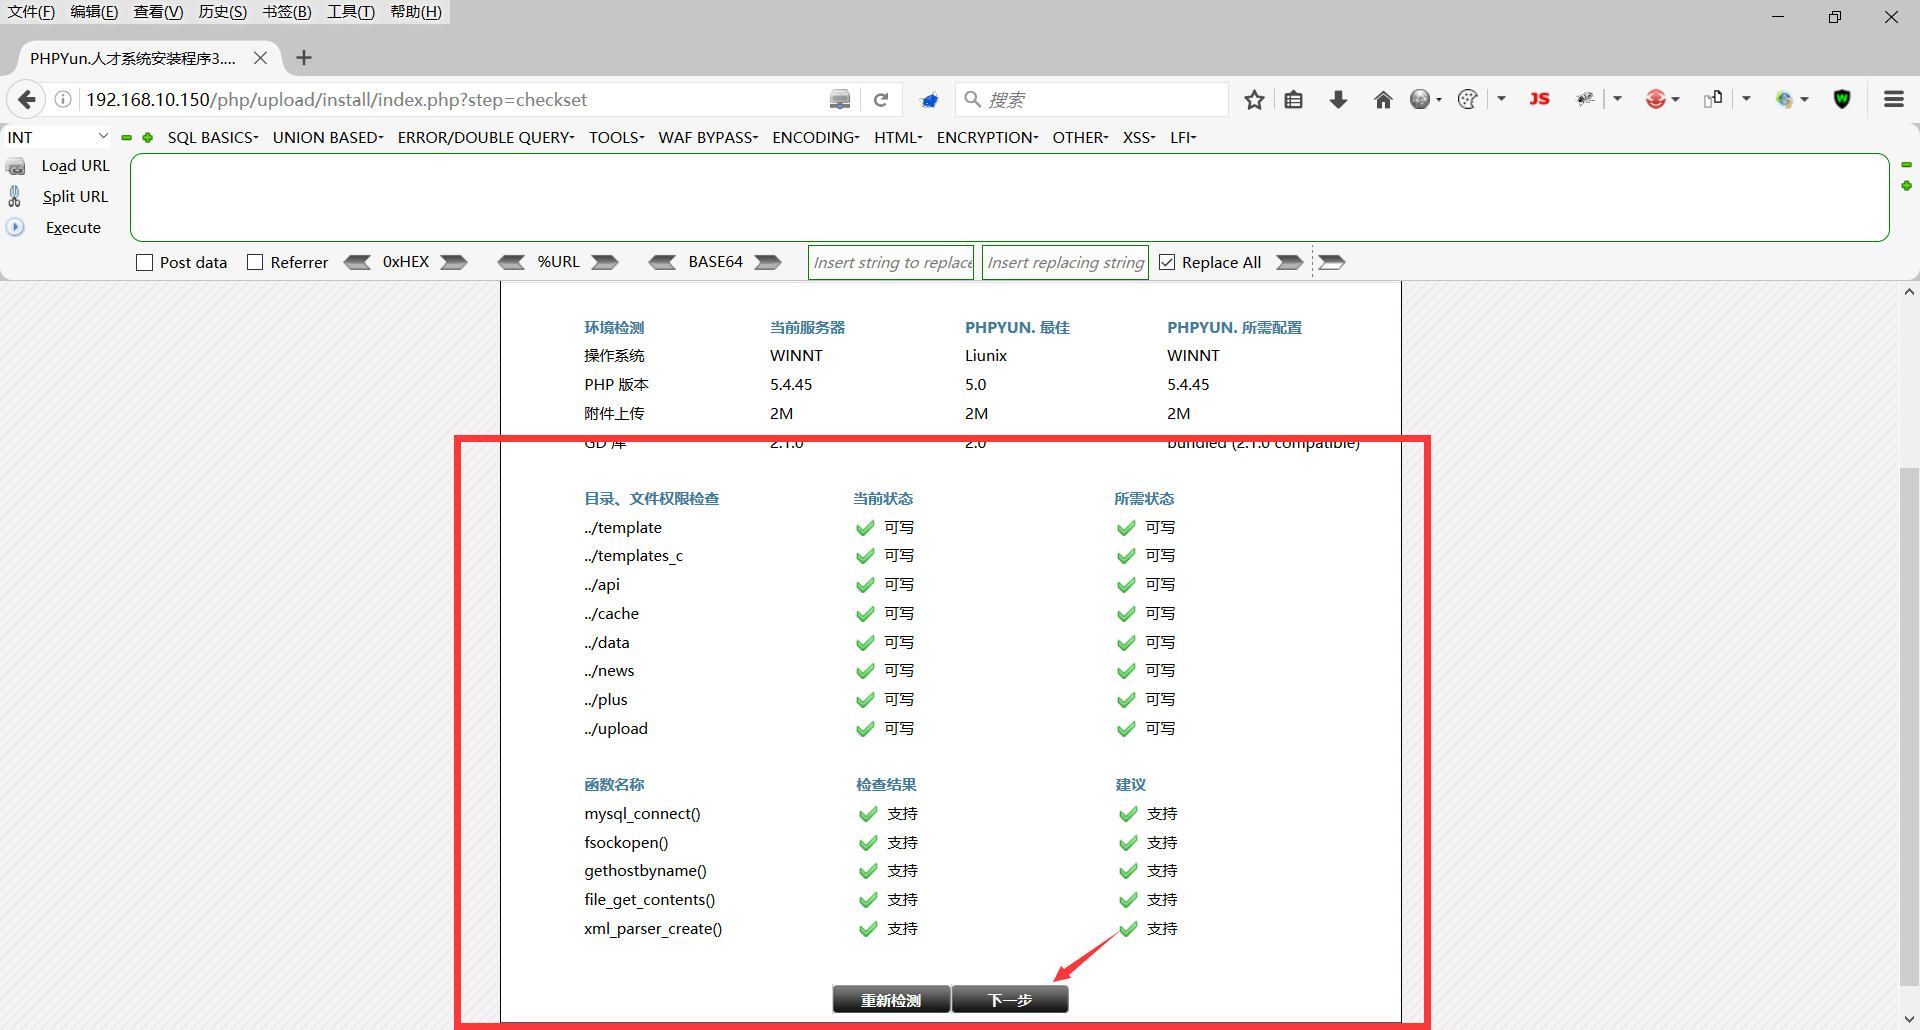 文件(F) 编辑(E) 查看(V) 历史(S) 书签(B) 工具(T) 帮助(H)
PHPYun.人才系统安装程序3....
192.168.10.150/php/upload/install/index.php?step=checkset
搜索
JS
INT
SQL BASICS UNION BASED ERROR/DOUBLE QUERY TOOLS WAF BYPASS ENCODING HTML ENCRYPTION OTHER XSS LFI
Load URL
Split URL
Execute
Post data Referrer 0xHEX %URL BASE64 Insert string to replace Insert replacing string Replace All
环境检测 当前服务器 PHPYUN. 最佳 PHPYUN. 所需配置
操作系统 WINNT Liunix WINNT
PHP 版本 5.4.45 5.0 5.4.45
附件上传 2M 2M 2M
GD 库 2.1.0 2.0 bundled (2.1.0 compatible)
目录、文件权限检查 当前状态 所需状态
../template 可写 可写
../templates_c 可写 可写
../api 可写 可写
../cache 可写 可写
../data 可写 可写
../news 可写 可写
../plus 可写 可写
../upload 可写 可写
函数名称 检查结果 建议
mysql_connect() 支持 支持
fsockopen() 支持 支持
gethostbyname() 支持 支持
file_get_contents() 支持 支持
xml_parser_create() 支持 支持
重新检测 下一步